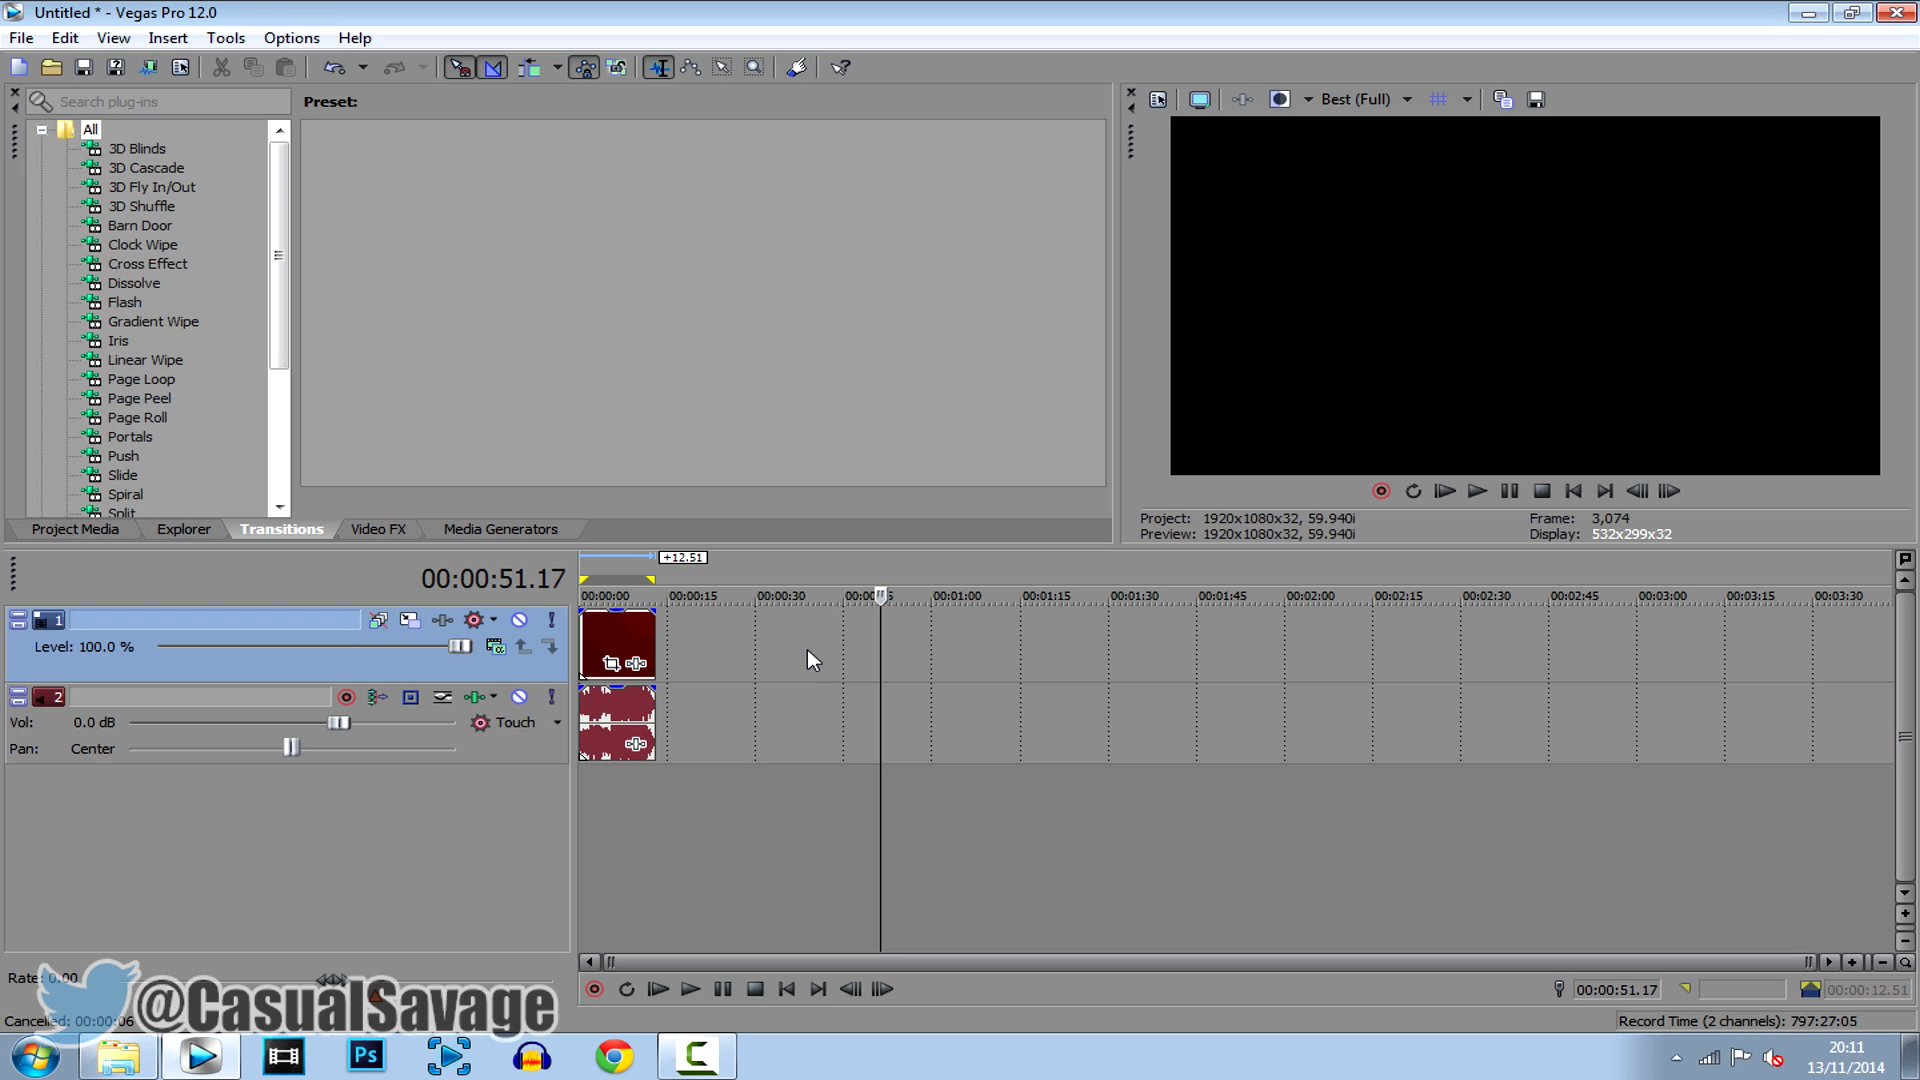 Untitled * - Vegas Pro 12.0
File Edit View Insert Tools Options Help
Search plug-ins
Preset:
Best (Full)
All
3D Blinds
3D Cascade
3D Fly In/Out
3D Shuffle
Barn Door
Clock Wipe
Cross Effect
Dissolve
Flash
Gradient Wipe
Iris
Linear Wipe
Page Loop
Page Peel
Page Roll
Portals
Push
Slide
Spiral
Split
Project Media Explorer Transitions Video FX Media Generators
Project: 1920x1080x32, 59.940i Frame: 3,074
Preview: 1920x1080x32, 59.940i Display: 532x299x32
+12.51
00:00:51.17
00:00:00 00:00:15 00:00:30 00:01:00 00:01:15 00:01:30 00:01:45 00:02:00 00:02:15 00:02:30 00:02:45 00:03:00 00:03:15 00:03:30
1
Level: 100.0 %
2
Vol: 0.0 dB Touch
Pan: Center
Rate: 0.00
@CasualSavage
00:00:51.17 00:00:12.51
Cancelled: 00:00:06
Record Time (2 channels): 797:27:05
Ps
20:11
13/11/2014